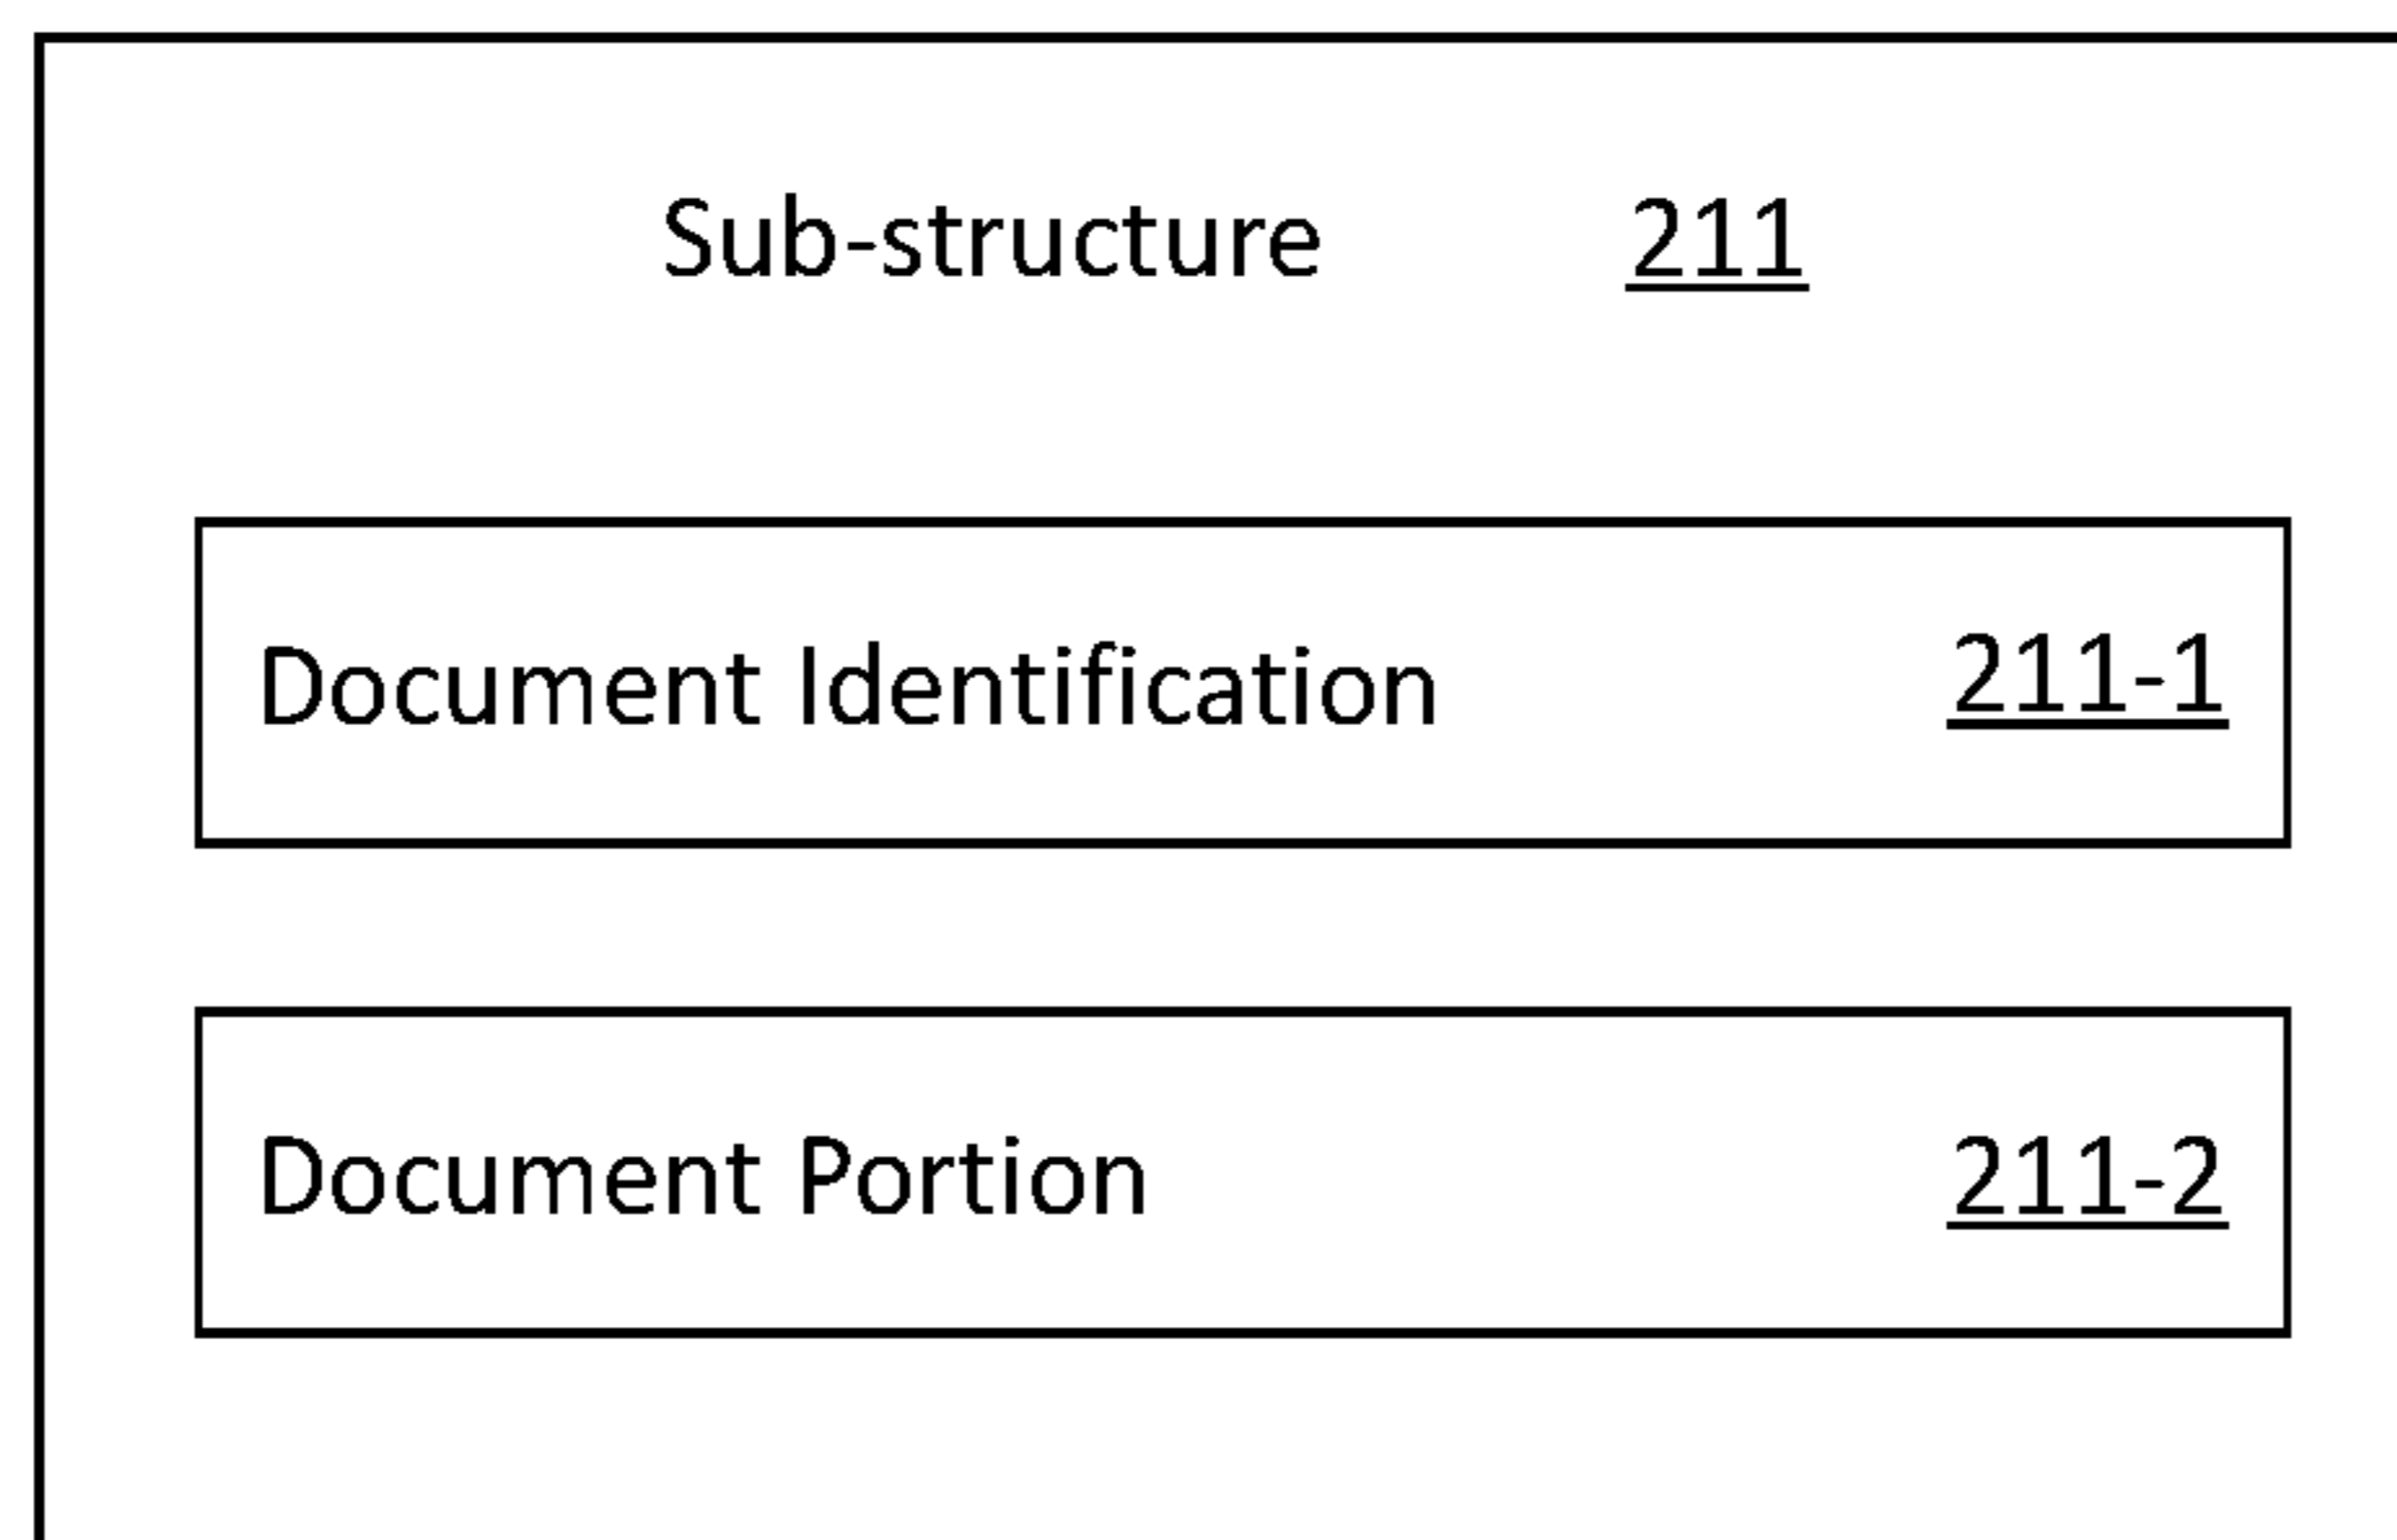 Sub-structure 211
Document Identification 211-1
Document Portion 211-2